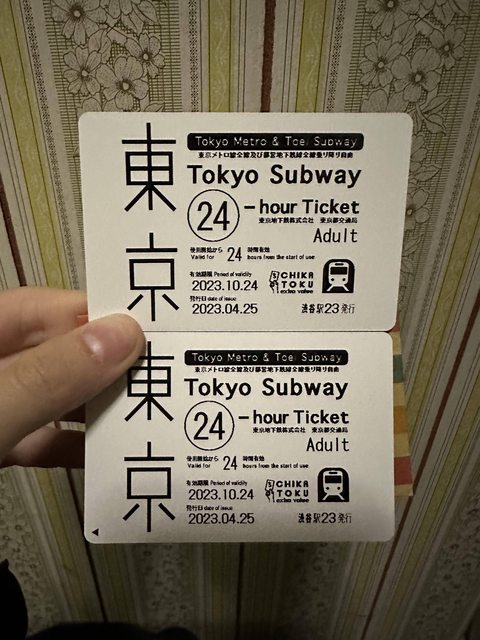 東京
Tokyo Metro & Toei Subway
東京メトロ線全線及び都営地下鉄線全線乗り降り自由
Tokyo Subway
24 -hour Ticket
東京地下鉄株式会社 東京都交通局
Adult
使用開始から 24 時間有効
Valid for 24 hours from the start of use
有効期限 Period of validity
2023.10.24
発行日 date of issue
2023.04.25
CHIKA
TOKU
extra value
渋谷駅23発行
東京
Tokyo Metro & Toei Subway
東京メトロ線全線及び都営地下鉄線全線乗り降り自由
Tokyo Subway
24 -hour Ticket
東京地下鉄株式会社 東京都交通局
Adult
使用開始から 24 時間有効
Valid for 24 hours from the start of use
有効期限 Period of validity
2023.10.24
発行日 date of issue
2023.04.25
CHIKA
TOKU
extra value
渋谷駅23発行